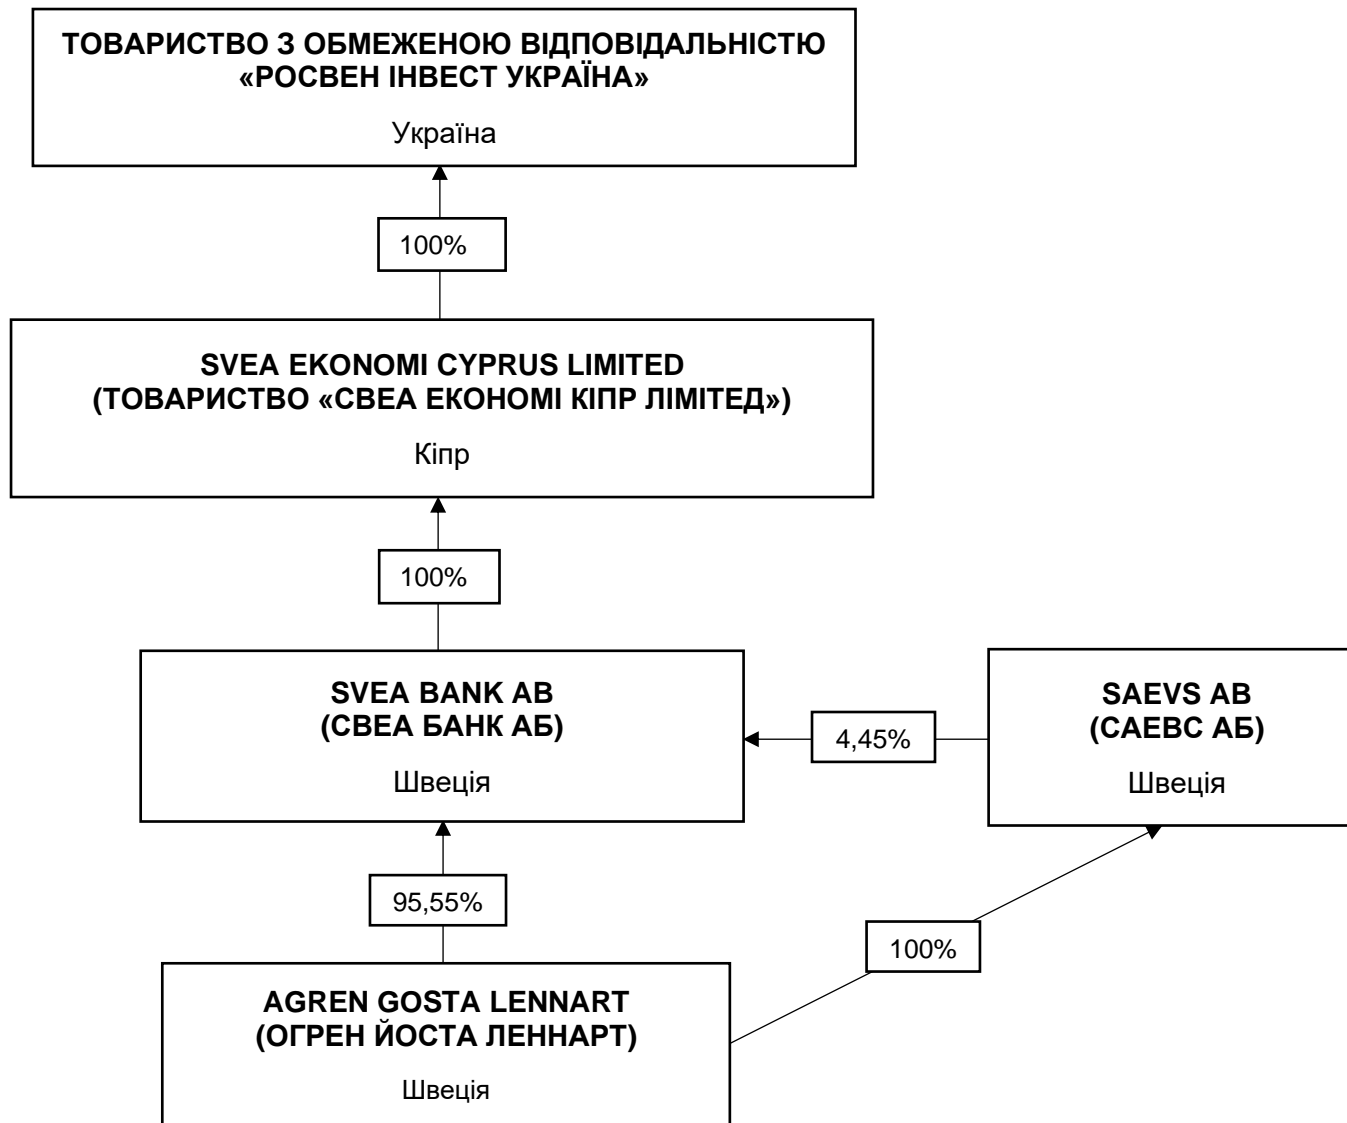 ТОВАРИСТВО З ОБМЕЖЕНОЮ ВІДПОВІДАЛЬНІСТЮ
«РОСВЕН ІНВЕСТ УКРАЇНА»
Україна
100%
SVEA EKONOMI CYPRUS LIMITED
(ТОВАРИСТВО «СВЕА ЕКОНОМІ КІПР ЛІМІТЕД»)
Кіпр
100%
SVEA BANK AB
(СВЕА БАНК АБ)
Швеція
4,45%
SAEVS AB
(САЕВС АБ)
Швеція
95,55%
100%
AGREN GOSTA LENNART
(ОГРЕН ЙОСТА ЛЕННАРТ)
Швеція